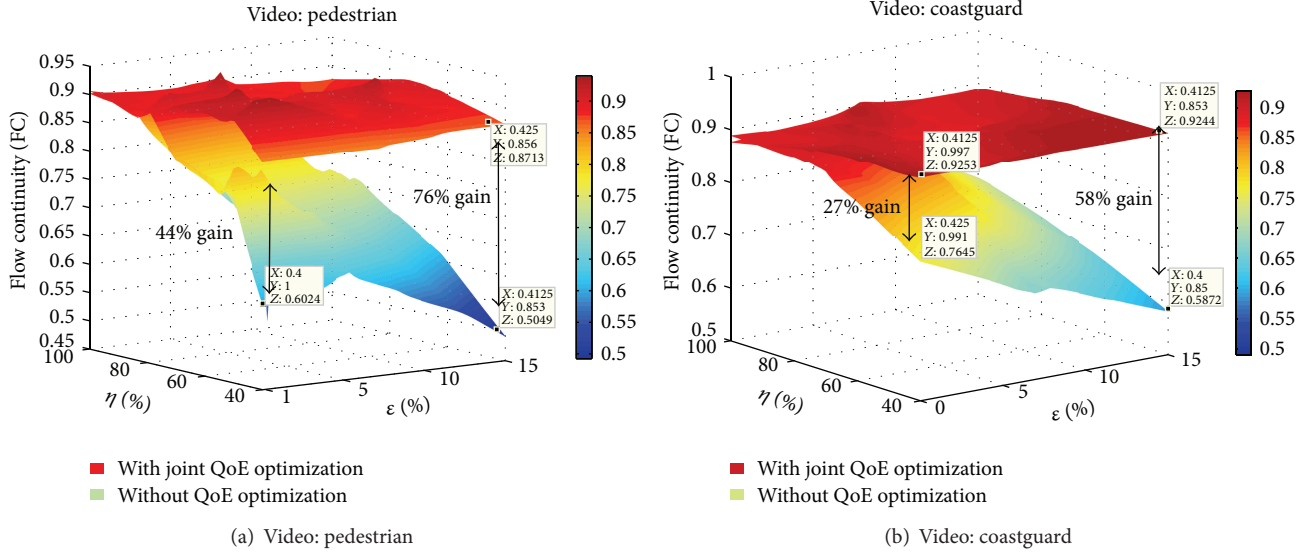 Video: pedestrian
0.95
0.9
0.85
0.8
0.75
0.7
0.65
0.6
0.55
0.5
0.45
Flow continuity (FC)
100
80
60
40
η (%)
1
5
10
15
ε (%)
44% gain
76% gain
X: 0.425
Y: 0.856
Z: 0.8713
X: 0.4
Y: 1
Z: 0.6024
X: 0.4125
Y: 0.853
Z: 0.5049
0.9
0.85
0.8
0.75
0.7
0.65
0.6
0.55
0.5
With joint QoE optimization
Without QoE optimization
(a) Video: pedestrian
Video: coastguard
1
0.9
0.8
0.7
0.6
0.5
Flow continuity (FC)
100
80
60
40
η (%)
0
5
10
15
ε (%)
27% gain
58% gain
X: 0.4125
Y: 0.997
Z: 0.9253
X: 0.4125
Y: 0.853
Z: 0.9244
X: 0.425
Y: 0.991
Z: 0.7645
X: 0.4
Y: 0.85
Z: 0.5872
0.9
0.85
0.8
0.75
0.7
0.65
0.6
0.55
0.5
With joint QoE optimization
Without QoE optimization
(b) Video: coastguard